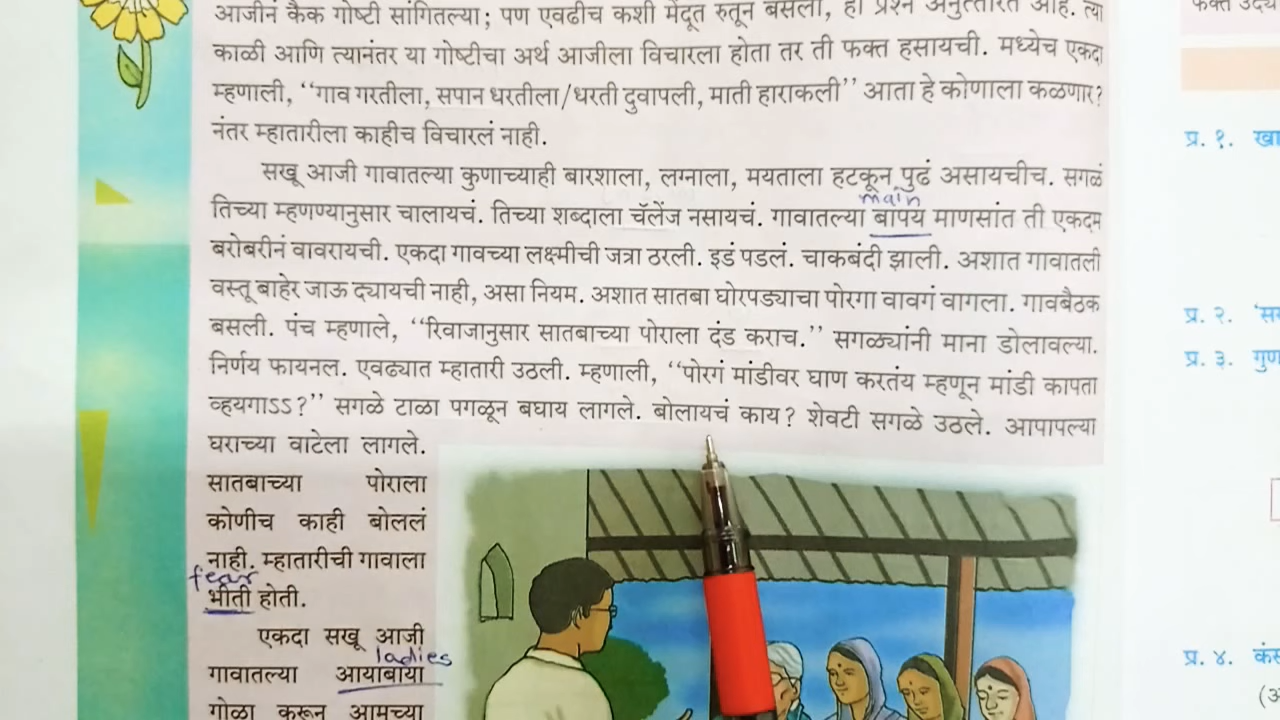 आजीनं कैक गोष्टी सांगितल्या; पण एवढीच कशी मेंदूत रुतून बसली, हा प्रश्न अनुत्तरित आहे. त्या
काळी आणि त्यानंतर या गोष्टीचा अर्थ आजीला विचारला होता तर ती फक्त हसायची. मध्येच एकदा
म्हणाली, “गाव गरतीला, सपान धरतीला/धरती दुवापली, माती हाराकली” आता हे कोणाला कळणार?
नंतर म्हातारीला काहीच विचारलं नाही.
सखू आजी गावातल्या कुणाच्याही बारशाला, लग्नाला, मयताला हटकून पुढं असायचीच. सगळं
main
तिच्या म्हणण्यानुसार चालायचं. तिच्या शब्दाला चॅलेंज नसायचं. गावातल्या बापय माणसांत ती एकदम
बरोबरीनं वावरायची. एकदा गावच्या लक्ष्मीची जत्रा ठरली. इडं पडलं. चाकबंदी झाली. अशात गावातली
वस्तू बाहेर जाऊ द्यायची नाही, असा नियम. अशात सातबा घोरपड्याचा पोरगा वावगं वागला. गावबैठक
बसली. पंच म्हणाले, “रिवाजानुसार सातबाच्या पोराला दंड कराच.” सगळ्यांनी माना डोलावल्या.
निर्णय फायनल. एवढ्यात म्हातारी उठली. म्हणाली, “पोरगं मांडीवर घाण करतंय म्हणून मांडी कापता
व्हयगाऽऽ?” सगळे टाळा पगळून बघाय लागले. बोलायचं काय? शेवटी सगळे उठले. आपापल्या
घराच्या वाटेला लागले.
सातबाच्या पोराला
कोणीच काही बोललं
नाही. म्हातारीची गावाला
fear
भीती होती.
एकदा सखू आजी
ladies
गावातल्या आयाबाया
गोळा करून आमच्या
प्र. १.
प्र. २.
प्र. ३.
प्र. ४.